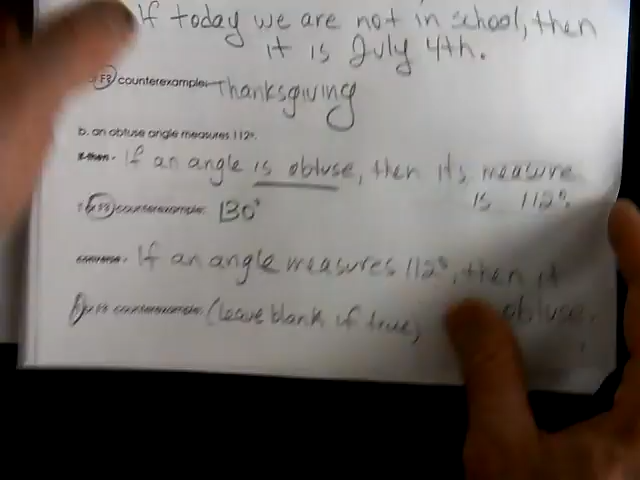 If today we are not in school, then
it is July 4th.
F? counterexample: Thanksgiving
b. an obtuse angle measures 112°.
If an angle is obtuse, then its measure
is 112°.
counterexample: 130°
If an angle measures 112°, then it
obtuse.
(leave blank if true)